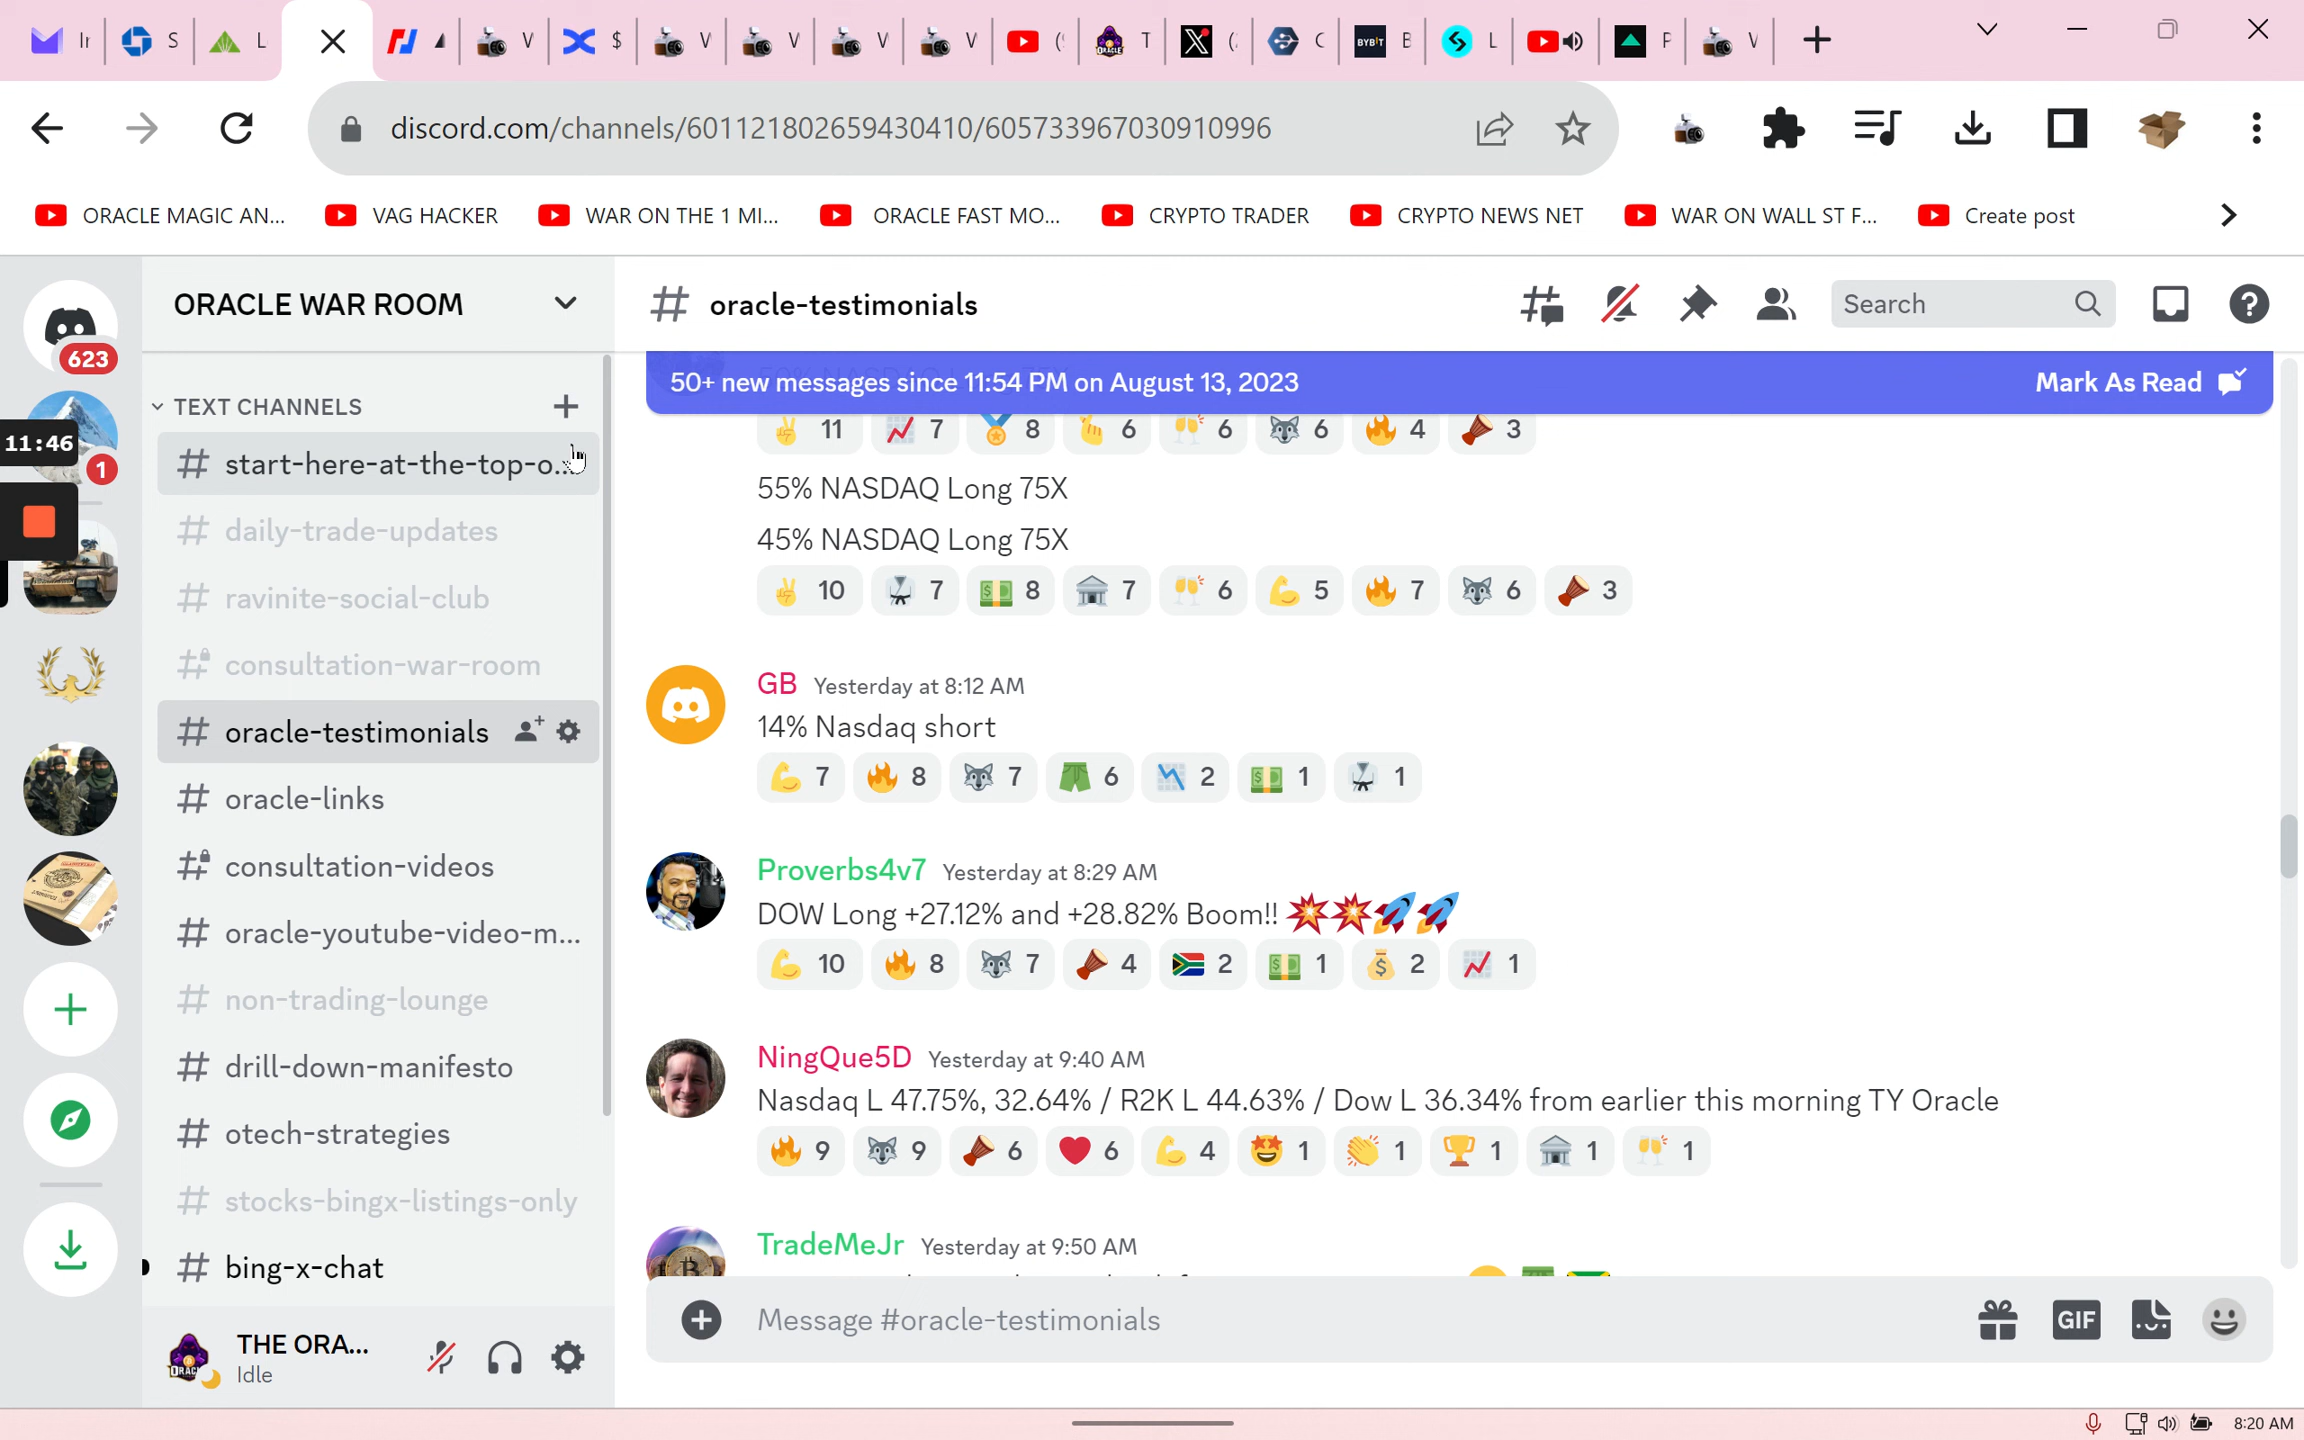 Ir
S
L
V
$
V
V
V
V
(
T
(
C
BYBIT
B
L
P
V
discord.com/channels/601121802659430410/605733967030910996
ORACLE MAGIC AN...
VAG HACKER
WAR ON THE 1 MI...
ORACLE FAST MO...
CRYPTO TRADER
CRYPTO NEWS NET
WAR ON WALL ST F...
Create post
ORACLE WAR ROOM
# oracle-testimonials
Search
623
50+ new messages since 11:54 PM on August 13, 2023
Mark As Read
TEXT CHANNELS
11:46
1
# start-here-at-the-top-o...
# daily-trade-updates
# ravinite-social-club
# consultation-war-room
# oracle-testimonials
# oracle-links
# consultation-videos
# oracle-youtube-video-m...
# non-trading-lounge
# drill-down-manifesto
# otech-strategies
# stocks-bingx-listings-only
# bing-x-chat
THE ORA...
Idle
11 7 8 6 6 6 4 3
55% NASDAQ Long 75X
45% NASDAQ Long 75X
10 7 8 7 6 5 7 6 3
GB Yesterday at 8:12 AM
14% Nasdaq short
7 8 7 6 2 1 1
Proverbs4v7 Yesterday at 8:29 AM
DOW Long +27.12% and +28.82% Boom!! 💥💥🚀🚀
10 8 7 4 2 1 2 1
NingQue5D Yesterday at 9:40 AM
Nasdaq L 47.75%, 32.64% / R2K L 44.63% / Dow L 36.34% from earlier this morning TY Oracle
9 9 6 6 4 1 1 1 1 1
TradeMeJr Yesterday at 9:50 AM
Message #oracle-testimonials
GIF
8:20 AM